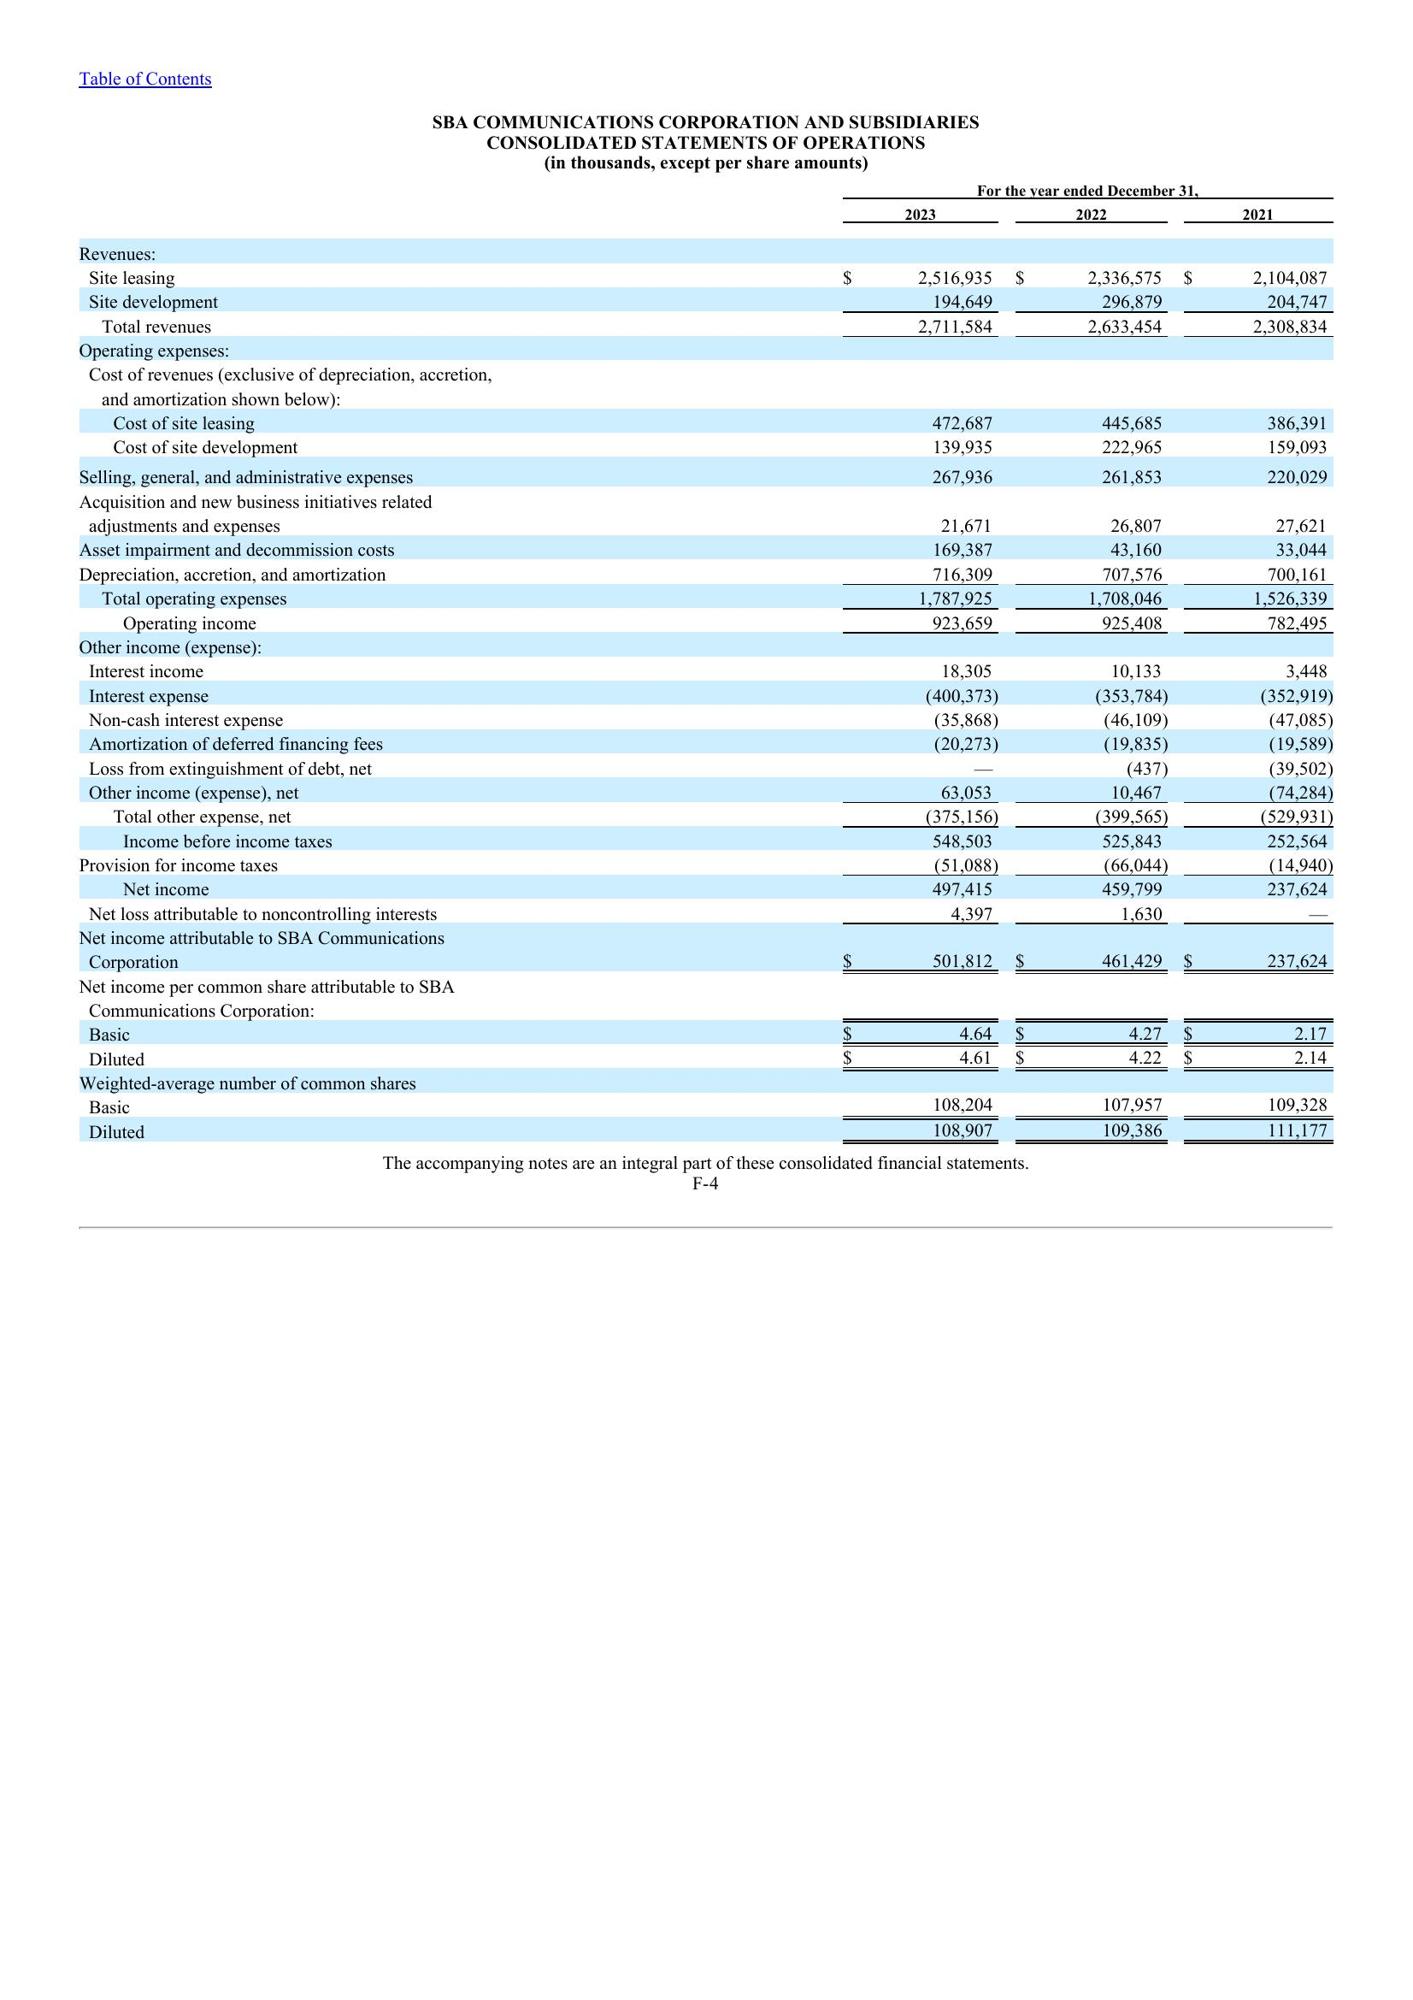 Table of Contents
SBA COMMUNICATIONS CORPORATION AND SUBSIDIARIES
CONSOLIDATED STATEMENTS OF OPERATIONS
(in thousands, except per share amounts)
For the year ended December 31,
2023 2022 2021
Revenues:
Site leasing $ 2,516,935 $ 2,336,575 $ 2,104,087
Site development 194,649 296,879 204,747
Total revenues 2,711,584 2,633,454 2,308,834
Operating expenses:
Cost of revenues (exclusive of depreciation, accretion,
and amortization shown below):
Cost of site leasing 472,687 445,685 386,391
Cost of site development 139,935 222,965 159,093
Selling, general, and administrative expenses 267,936 261,853 220,029
Acquisition and new business initiatives related
adjustments and expenses 21,671 26,807 27,621
Asset impairment and decommission costs 169,387 43,160 33,044
Depreciation, accretion, and amortization 716,309 707,576 700,161
Total operating expenses 1,787,925 1,708,046 1,526,339
Operating income 923,659 925,408 782,495
Other income (expense):
Interest income 18,305 10,133 3,448
Interest expense (400,373) (353,784) (352,919)
Non-cash interest expense (35,868) (46,109) (47,085)
Amortization of deferred financing fees (20,273) (19,835) (19,589)
Loss from extinguishment of debt, net — (437) (39,502)
Other income (expense), net 63,053 10,467 (74,284)
Total other expense, net (375,156) (399,565) (529,931)
Income before income taxes 548,503 525,843 252,564
Provision for income taxes (51,088) (66,044) (14,940)
Net income 497,415 459,799 237,624
Net loss attributable to noncontrolling interests 4,397 1,630 —
Net income attributable to SBA Communications
Corporation $ 501,812 $ 461,429 $ 237,624
Net income per common share attributable to SBA
Communications Corporation:
Basic $ 4.64 $ 4.27 $ 2.17
Diluted $ 4.61 $ 4.22 $ 2.14
Weighted-average number of common shares
Basic 108,204 107,957 109,328
Diluted 108,907 109,386 111,177
The accompanying notes are an integral part of these consolidated financial statements.
F-4